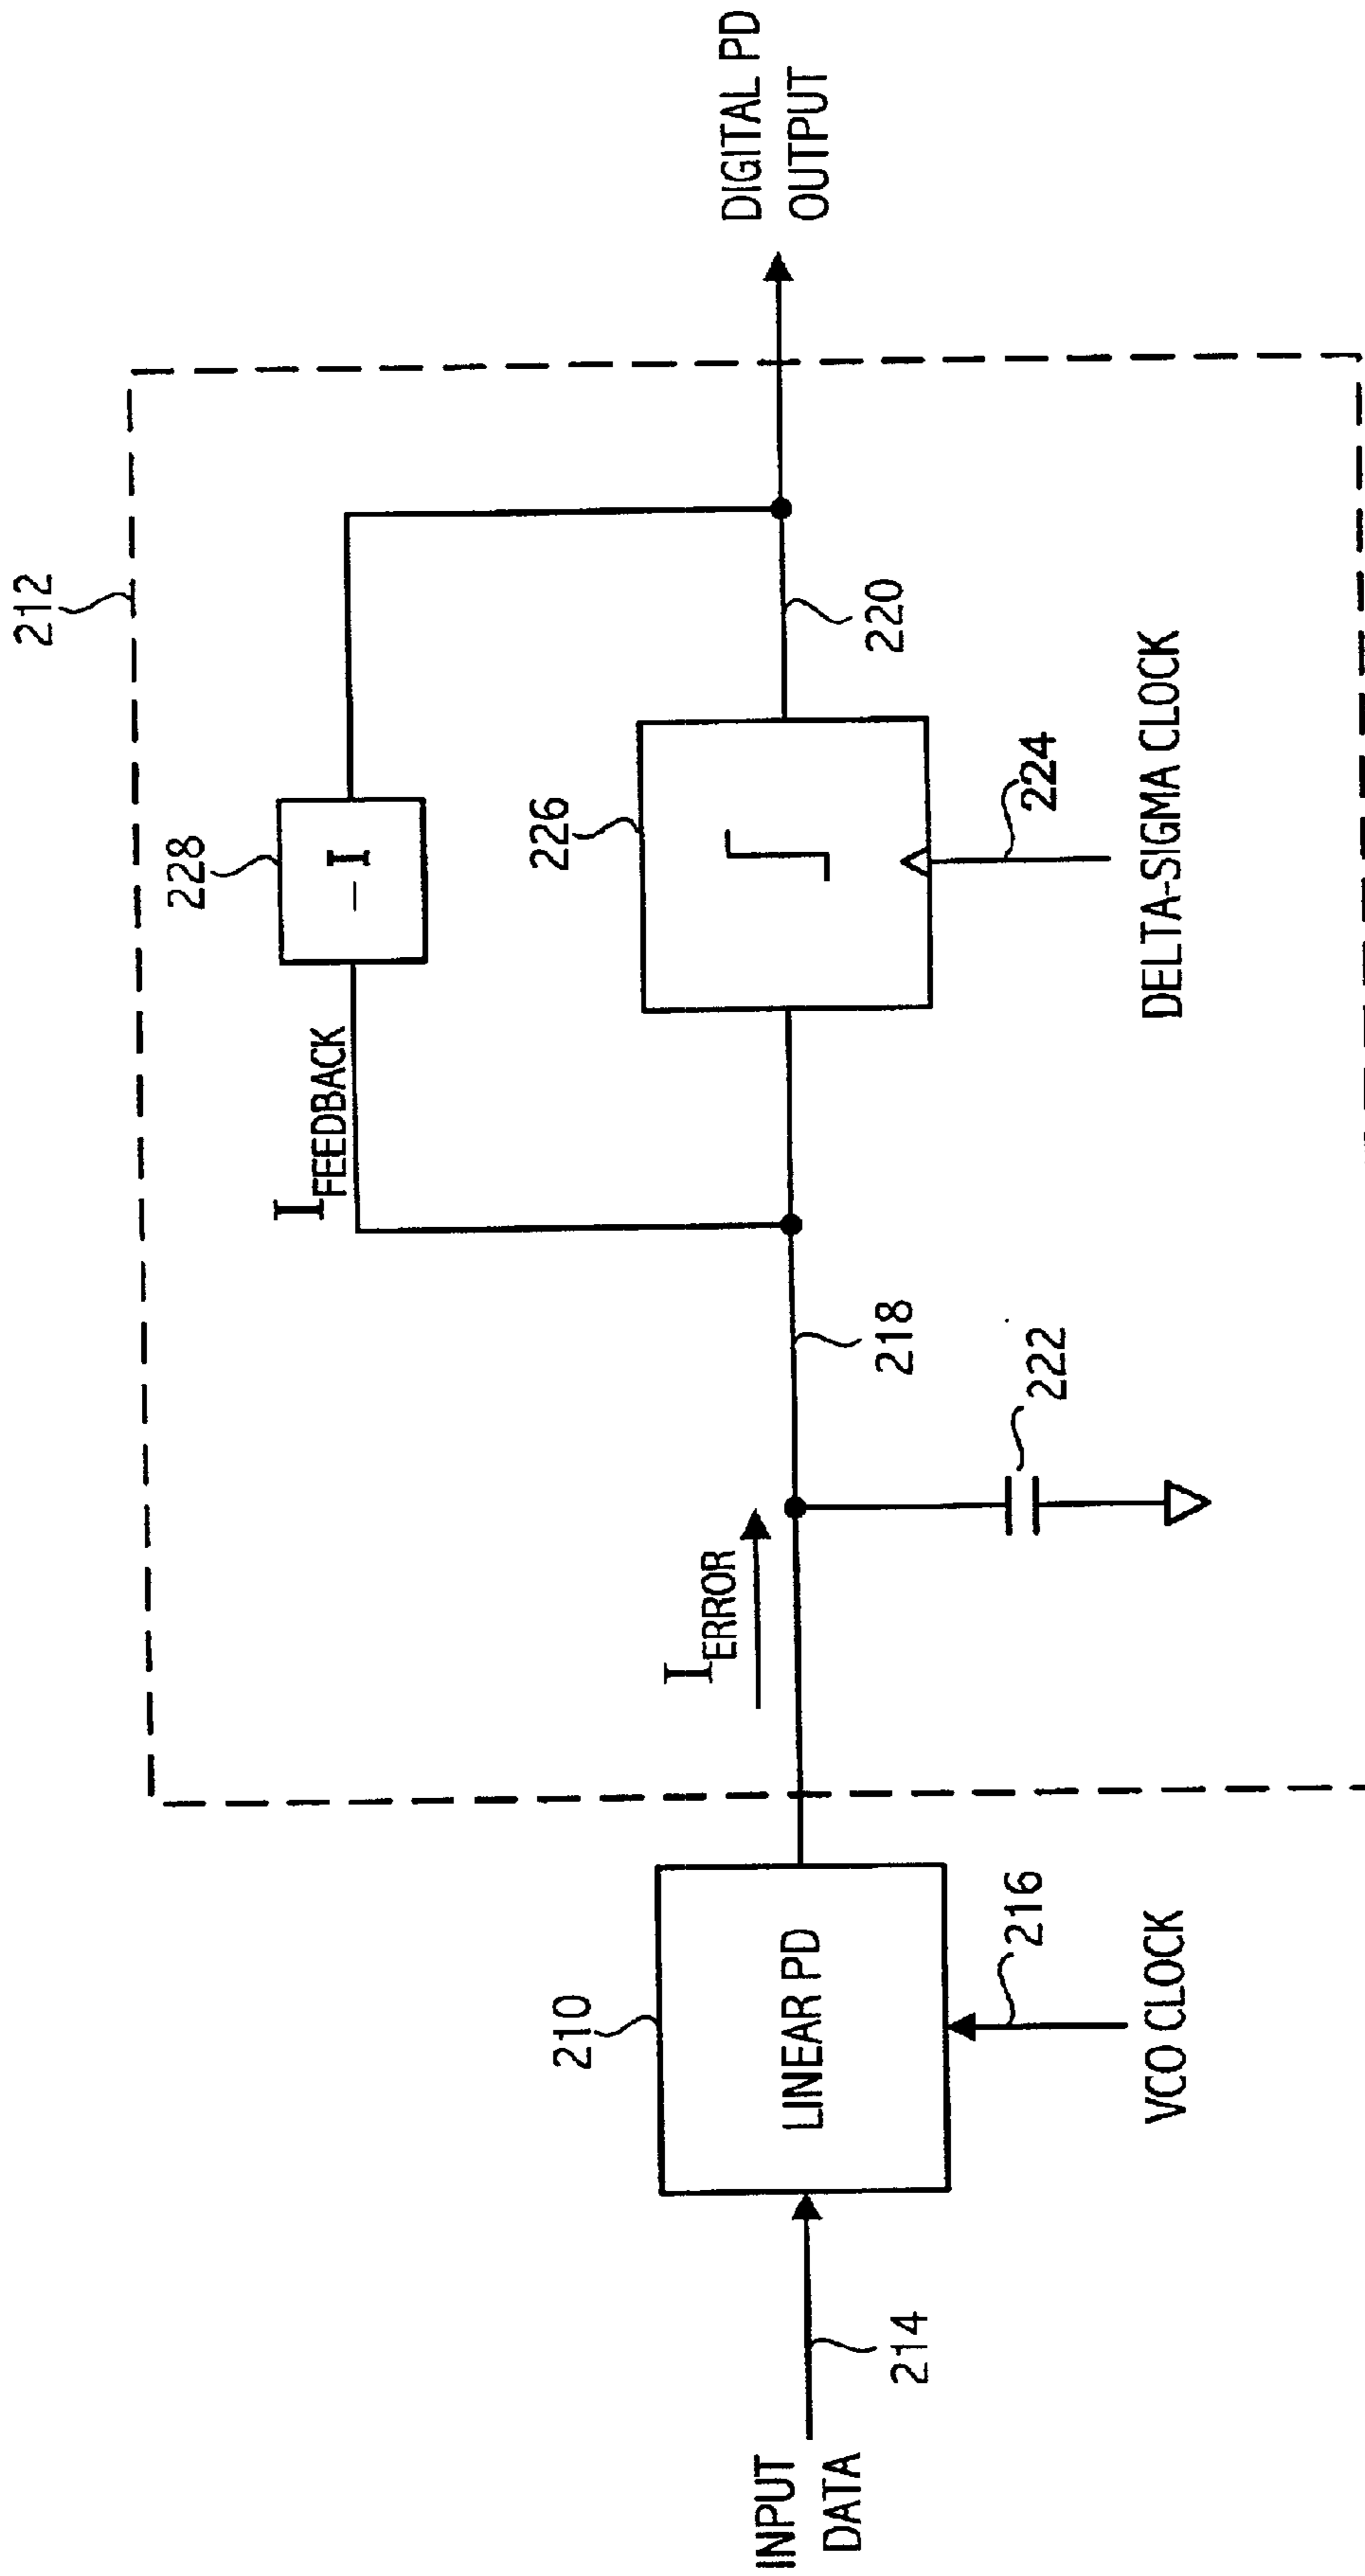 212
228
- I
I FEEDBACK
226
DIGITAL PD
OUTPUT
210
LINEAR PD
I ERROR
218
220
INPUT
DATA
214
216
VCO CLOCK
222
224
DELTA-SIGMA CLOCK